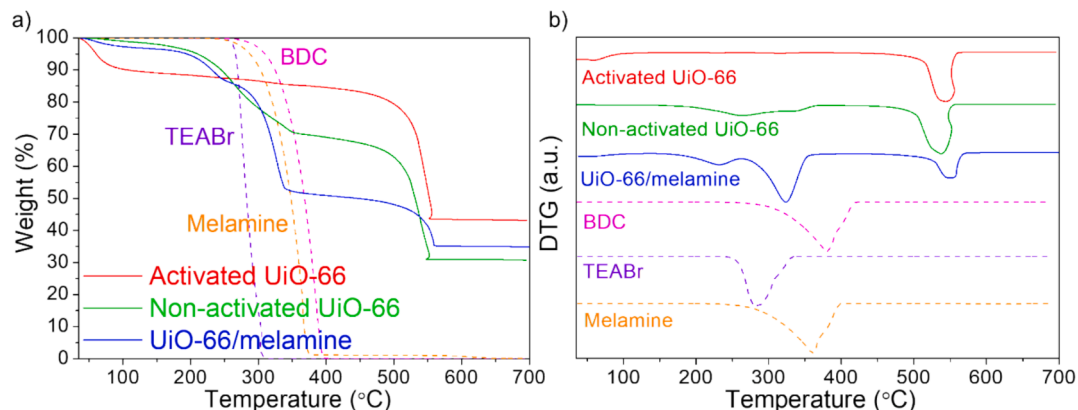 a)
Weight (%)
100
90
80
70
60
50
40
30
20
10
0
BDC
TEABr
Melamine
Activated UiO-66
Non-activated UiO-66
UiO-66/melamine
100 200 300 400 500 600 700
Temperature (°C)
b)
DTG (a.u.)
Activated UiO-66
Non-activated UiO-66
UiO-66/melamine
BDC
TEABr
Melamine
100 200 300 400 500 600 700
Temperature (°C)